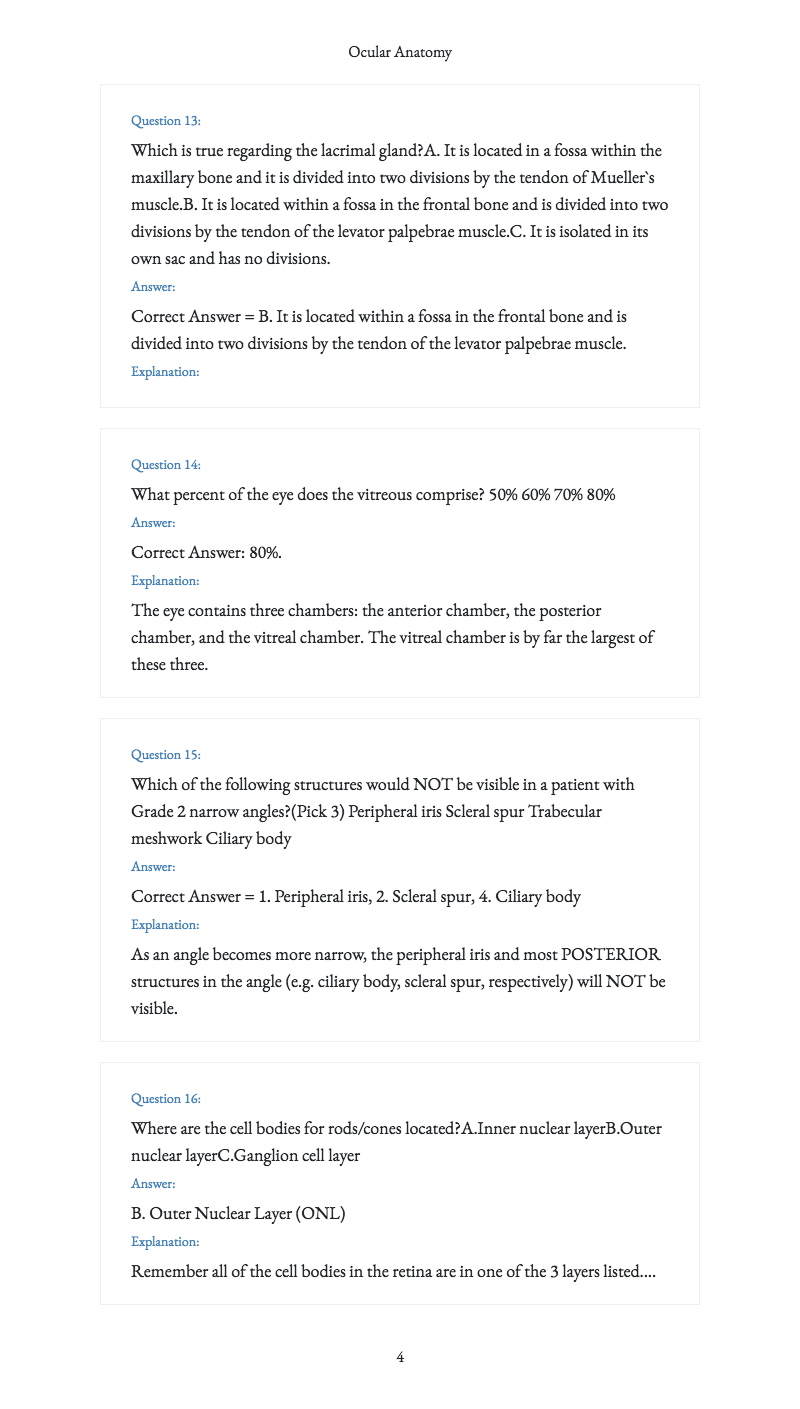 Ocular Anatomy
Question 13:
Which is true regarding the lacrimal gland?A. It is located in a fossa within the
maxillary bone and it is divided into two divisions by the tendon of Mueller`s
muscle.B. It is located within a fossa in the frontal bone and is divided into two
divisions by the tendon of the levator palpebrae muscle.C. It is isolated in its
own sac and has no divisions.
Answer:
Correct Answer = B. It is located within a fossa in the frontal bone and is
divided into two divisions by the tendon of the levator palpebrae muscle.
Explanation:
Question 14:
What percent of the eye does the vitreous comprise? 50% 60% 70% 80%
Answer:
Correct Answer: 80%.
Explanation:
The eye contains three chambers: the anterior chamber, the posterior
chamber, and the vitreal chamber. The vitreal chamber is by far the largest of
these three.
Question 15:
Which of the following structures would NOT be visible in a patient with
Grade 2 narrow angles?(Pick 3) Peripheral iris Scleral spur Trabecular
meshwork Ciliary body
Answer:
Correct Answer = 1. Peripheral iris, 2. Scleral spur, 4. Ciliary body
Explanation:
As an angle becomes more narrow, the peripheral iris and most POSTERIOR
structures in the angle (e.g. ciliary body, scleral spur, respectively) will NOT be
visible.
Question 16:
Where are the cell bodies for rods/cones located?A.Inner nuclear layerB.Outer
nuclear layerC.Ganglion cell layer
Answer:
B. Outer Nuclear Layer (ONL)
Explanation:
Remember all of the cell bodies in the retina are in one of the 3 layers listed....
4